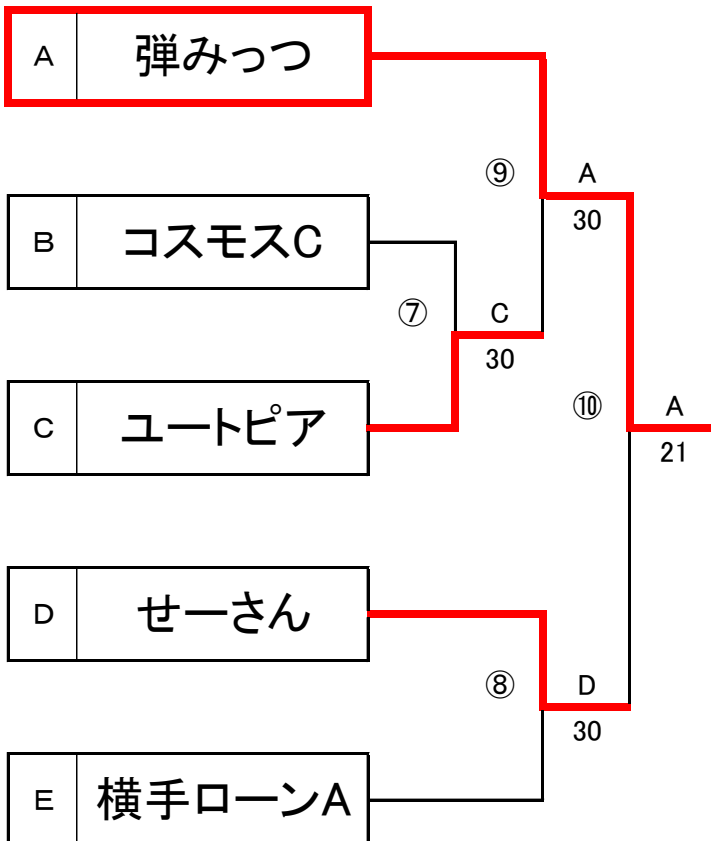 A 弾みっつ
⑨ A
30
B コスモスC
⑦ C
30
C ユートピア
⑩ A
21
D せーさん
⑧ D
30
E 横手ローンA